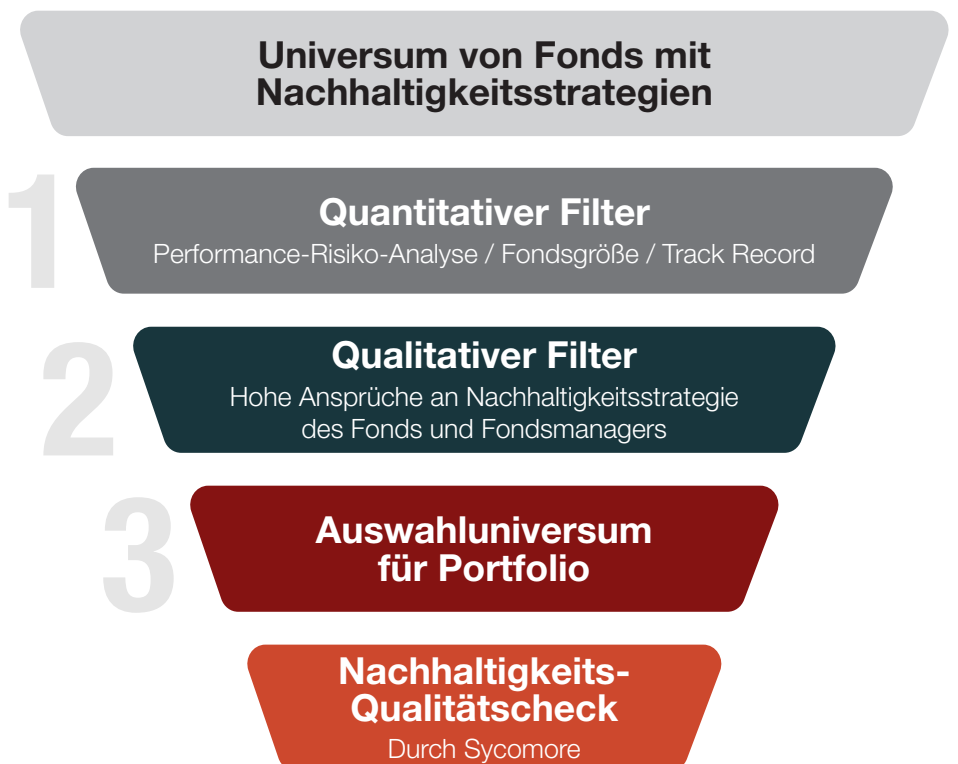 Universum von Fonds mit
Nachhaltigkeitsstrategien
1
Quantitativer Filter
Performance-Risiko-Analyse / Fondsgröße / Track Record
2
Qualitativer Filter
Hohe Ansprüche an Nachhaltigkeitsstrategie
des Fonds und Fondsmanagers
3
Auswahluniversum
für Portfolio
Nachhaltigkeits-
Qualitätscheck
Durch Sycomore